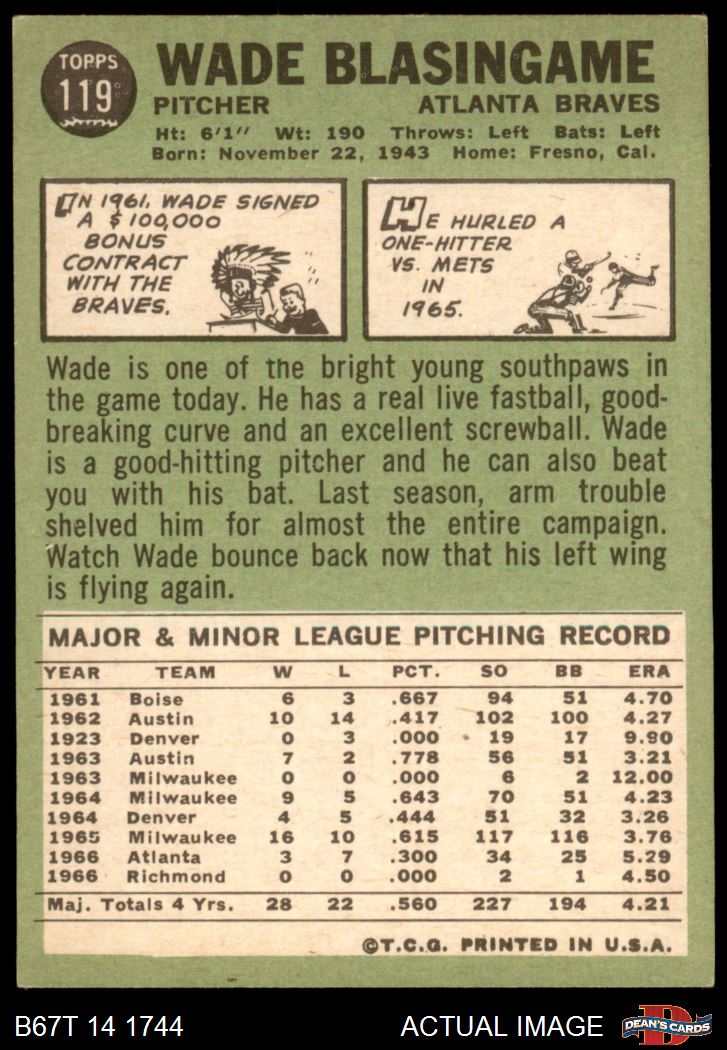 TOPPS
119
WADE BLASINGAME
PITCHER ATLANTA BRAVES
Ht: 6'1" Wt: 190 Throws: Left Bats: Left
Born: November 22, 1943 Home: Fresno, Cal.
IN 1961, WADE SIGNED
A $100,000
BONUS
CONTRACT
WITH THE
BRAVES.
HE HURLED A
ONE-HITTER
VS. METS
IN
1965.
Wade is one of the bright young southpaws in
the game today. He has a real live fastball, good-
breaking curve and an excellent screwball. Wade
is a good-hitting pitcher and he can also beat
you with his bat. Last season, arm trouble
shelved him for almost the entire campaign.
Watch Wade bounce back now that his left wing
is flying again.
MAJOR & MINOR LEAGUE PITCHING RECORD
YEAR TEAM W L PCT. SO BB ERA
1961 Boise 6 3 .667 94 51 4.70
1962 Austin 10 14 .417 102 100 4.27
1923 Denver 0 3 .000 19 17 9.90
1963 Austin 7 2 .778 56 51 3.21
1963 Milwaukee 0 0 .000 6 2 12.00
1964 Milwaukee 9 5 .643 70 51 4.23
1964 Denver 4 5 .444 51 32 3.26
1965 Milwaukee 16 10 .615 117 116 3.76
1966 Atlanta 3 7 .300 34 25 5.29
1966 Richmond 0 0 .000 2 1 4.50
Maj. Totals 4 Yrs. 28 22 .560 227 194 4.21
©T.C.G. PRINTED IN U.S.A.
B67T 14 1744 ACTUAL IMAGE
D
DEAN'S CARDS